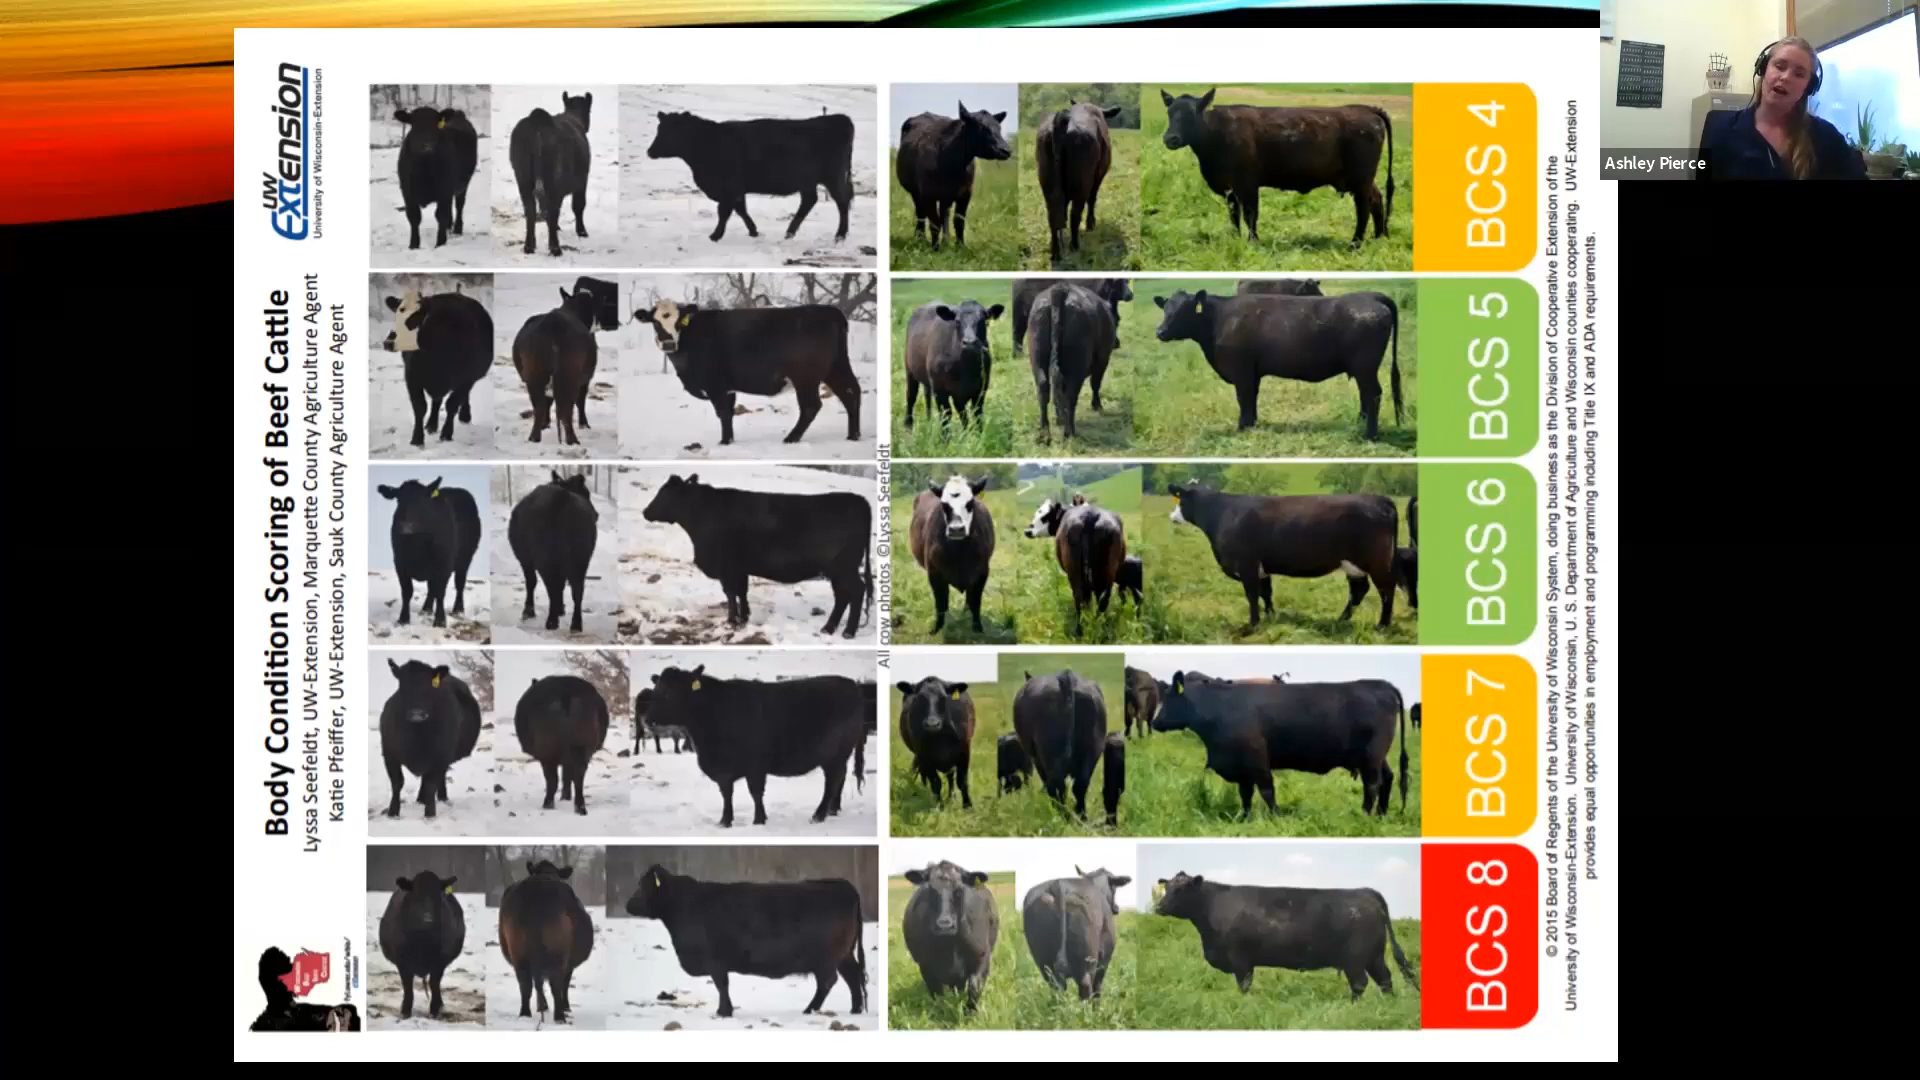 UW
Extension
University of Wisconsin-Extension
Body Condition Scoring of Beef Cattle
Lyssa Seefeldt, UW-Extension, Marquette County Agriculture Agent
Katie Pfeiffer, UW-Extension, Sauk County Agriculture Agent
All cow photos ©Lyssa Seefeldt
BCS 4
BCS 5
BCS 6
BCS 7
BCS 8
© 2015 Board of Regents of the University of Wisconsin System, doing business as the Division of Cooperative Extension of the
University of Wisconsin-Extension. University of Wisconsin, U. S. Department of Agriculture and Wisconsin counties cooperating. UW-Extension
provides equal opportunities in employment and programming including Title IX and ADA requirements.
Ashley Pierce